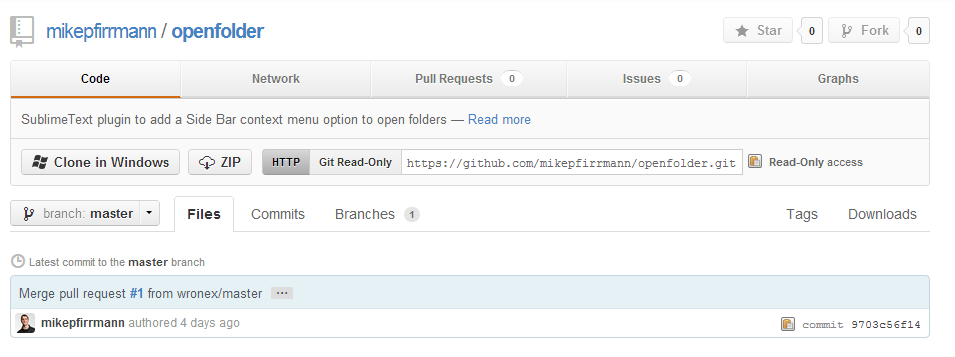 mikepfirrmann / openfolder Star 0 Fork 0
Code Network Pull Requests 0 Issues 0 Graphs
SublimeText plugin to add a Side Bar context menu option to open folders — Read more
Clone in Windows ZIP HTTP Git Read-Only https://github.com/mikepfirrmann/openfolder.git Read-Only access
branch: master Files Commits Branches 1 Tags Downloads
Latest commit to the master branch
Merge pull request #1 from wronex/master ...
mikepfirrmann authored 4 days ago commit 9703c56f14